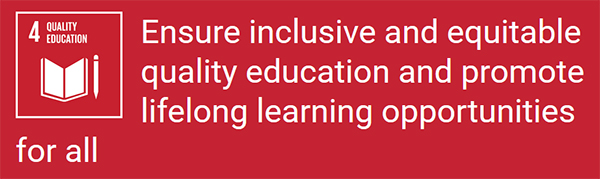 4 QUALITY
EDUCATION
Ensure inclusive and equitable
quality education and promote
lifelong learning opportunities
for all